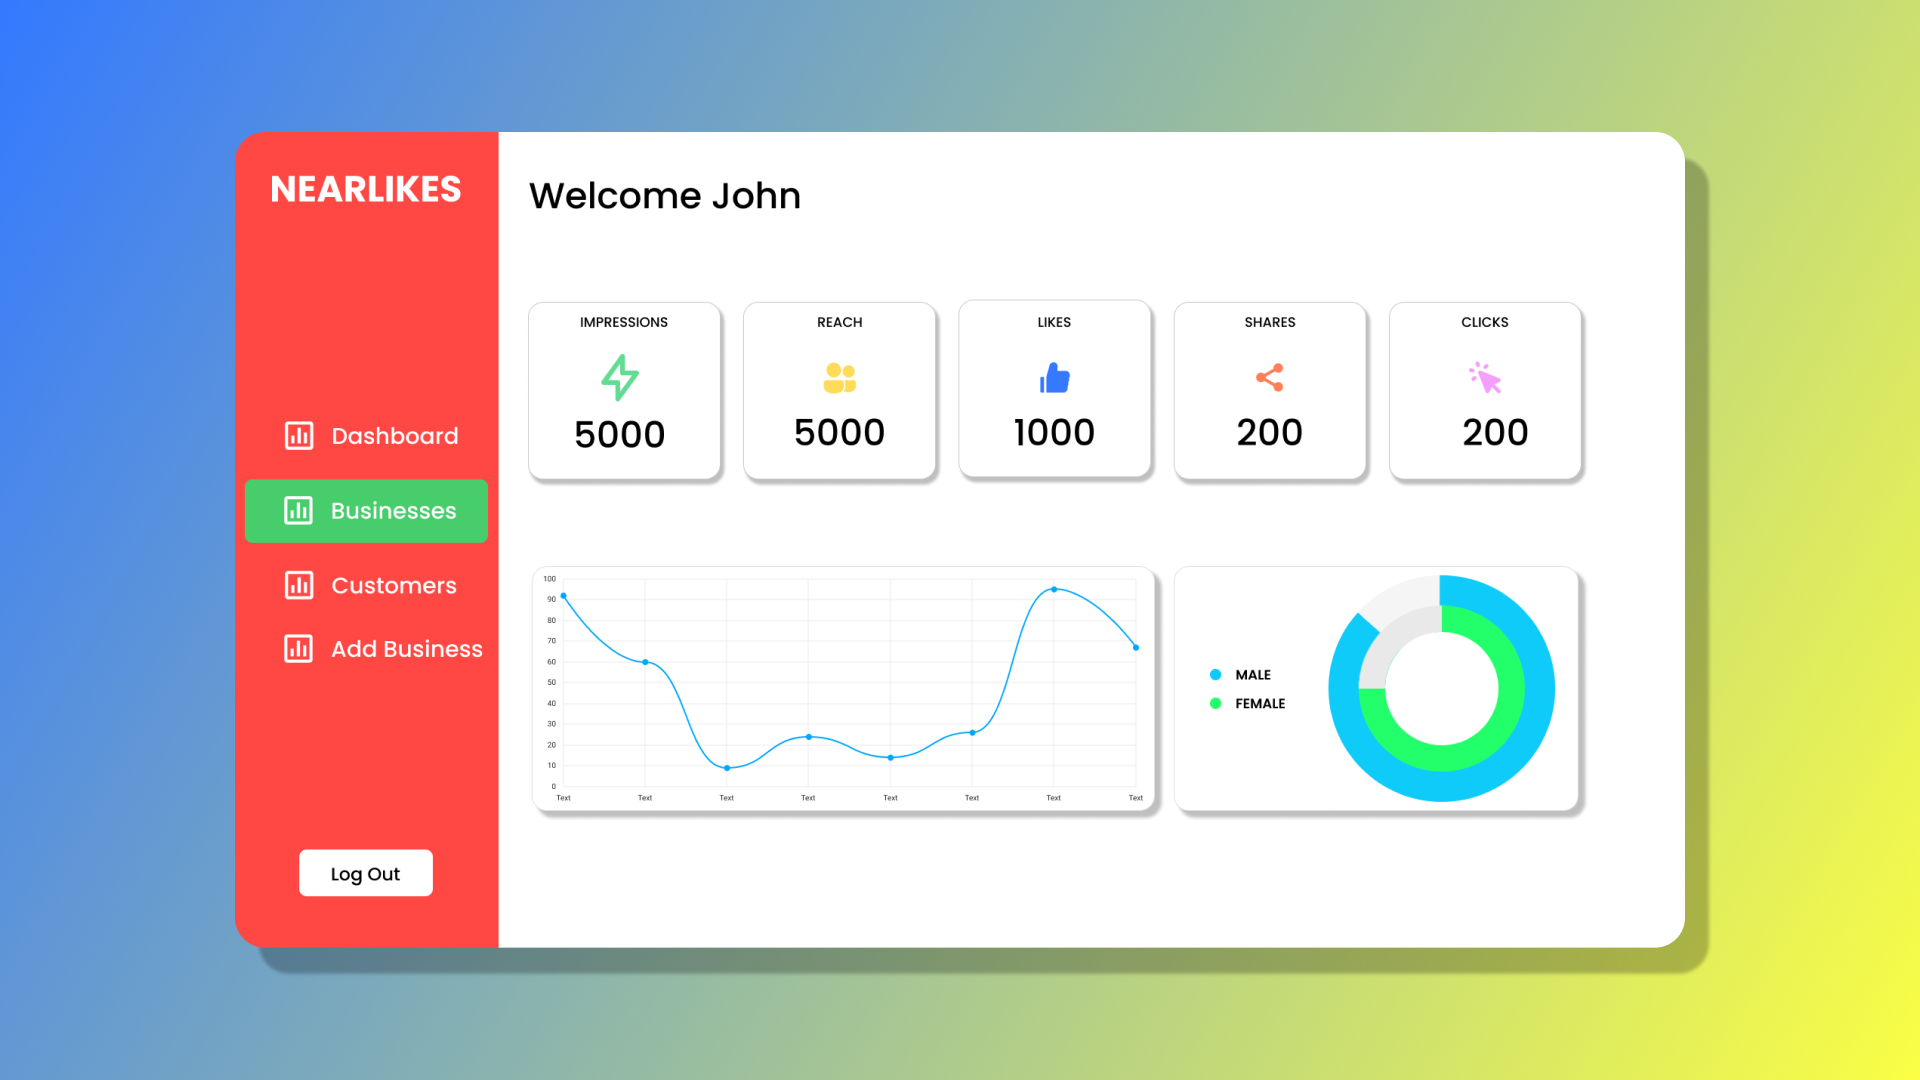 NEARLIKES
Dashboard
Businesses
Customers
Add Business
Log Out
Welcome John
IMPRESSIONS
5000
REACH
5000
LIKES
1000
SHARES
200
CLICKS
200
100
90
80
70
60
50
40
30
20
10
0
Text Text Text Text Text Text Text Text
MALE
FEMALE